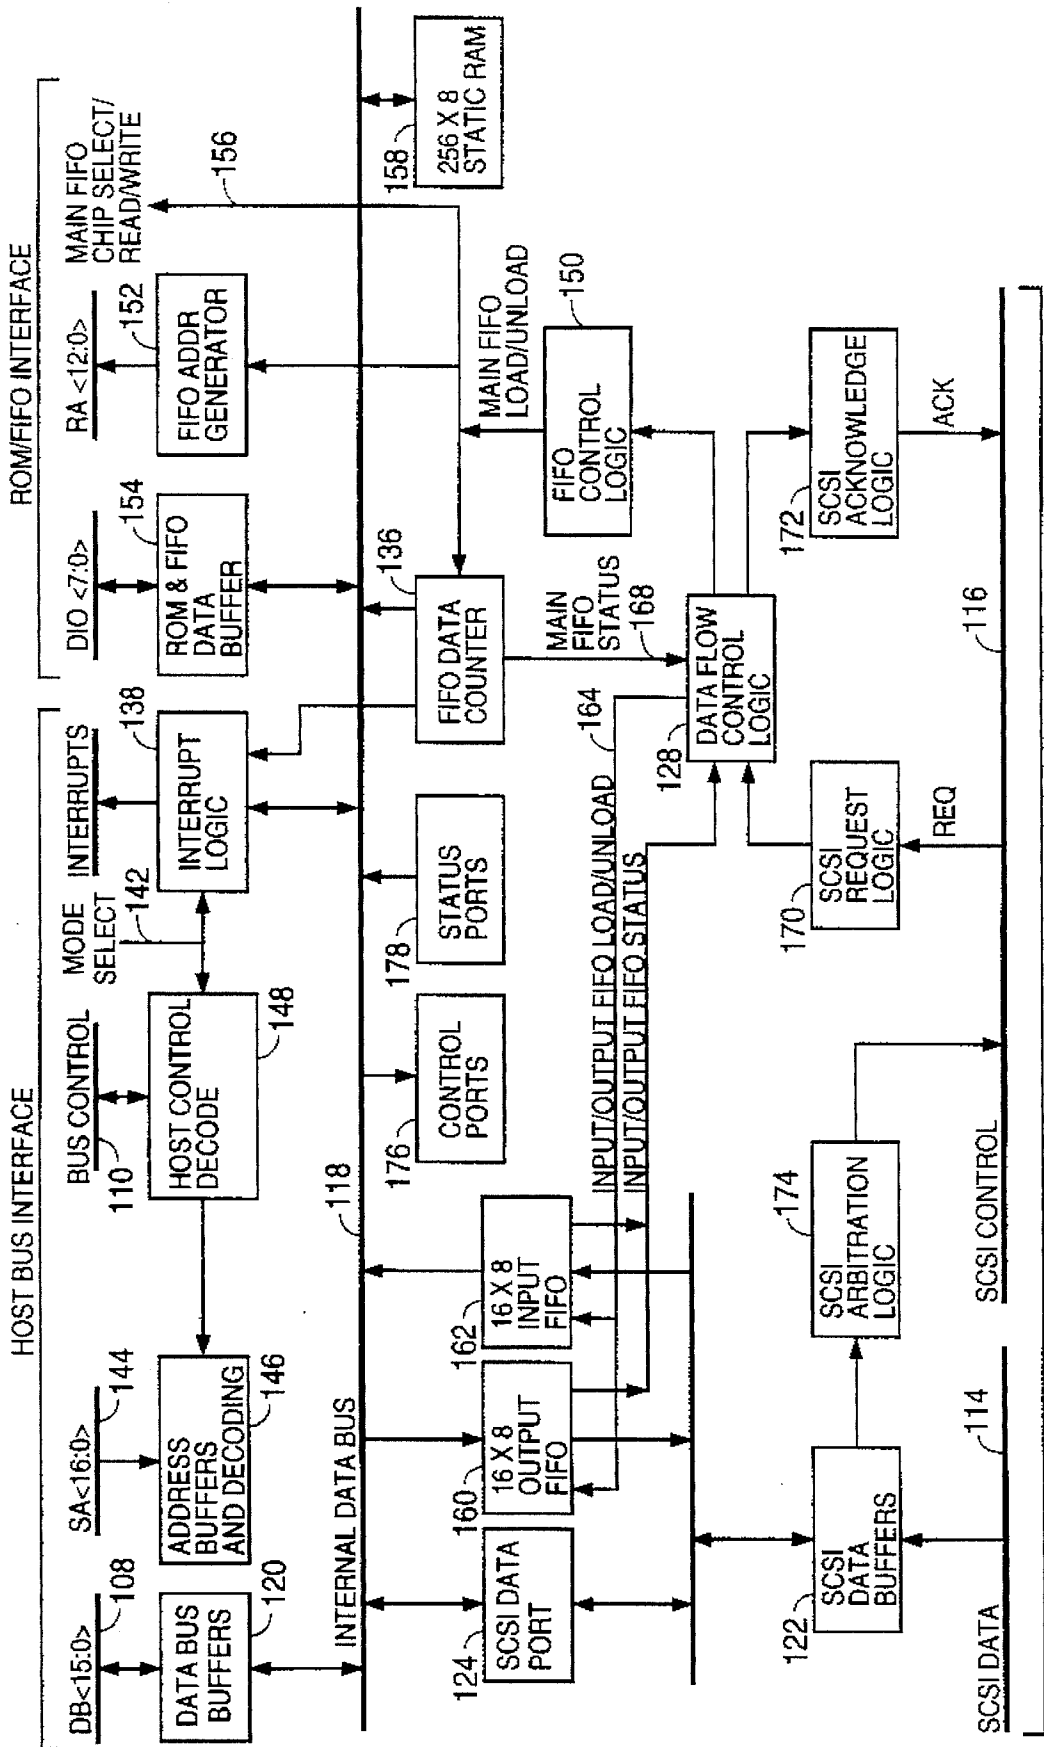 HOST BUS INTERFACE
ROM/FIFO INTERFACE
DB<15:0>
108
SA<16:0>
144
BUS CONTROL
110
MODE
SELECT
142
INTERRUPTS
138
DIO <7:0>
154
RA <12:0>
152
MAIN FIFO
CHIP SELECT/
READ/WRITE
156
DATA BUS
BUFFERS
120
ADDRESS
BUFFERS
AND DECODING
146
HOST CONTROL
DECODE
148
INTERRUPT
LOGIC
ROM & FIFO
DATA
BUFFER
FIFO ADDR
GENERATOR
INTERNAL DATA BUS
118
176
CONTROL
PORTS
178
STATUS
PORTS
FIFO DATA
COUNTER
136
158
256 X 8
STATIC RAM
124
SCSI DATA
PORT
160
16 X 8
OUTPUT
FIFO
162
16 X 8
INPUT
FIFO
MAIN FIFO
LOAD/UNLOAD
FIFO
CONTROL
LOGIC
150
MAIN
FIFO
STATUS
168
INPUT/OUTPUT FIFO LOAD/UNLOAD
164
INPUT/OUTPUT FIFO STATUS
128
DATA FLOW
CONTROL
LOGIC
122
SCSI
DATA
BUFFERS
SCSI
ARBITRATION
LOGIC
174
170
SCSI
REQUEST
LOGIC
REQ
172
SCSI
ACKNOWLEDGE
LOGIC
ACK
SCSI DATA
114
SCSI CONTROL
116